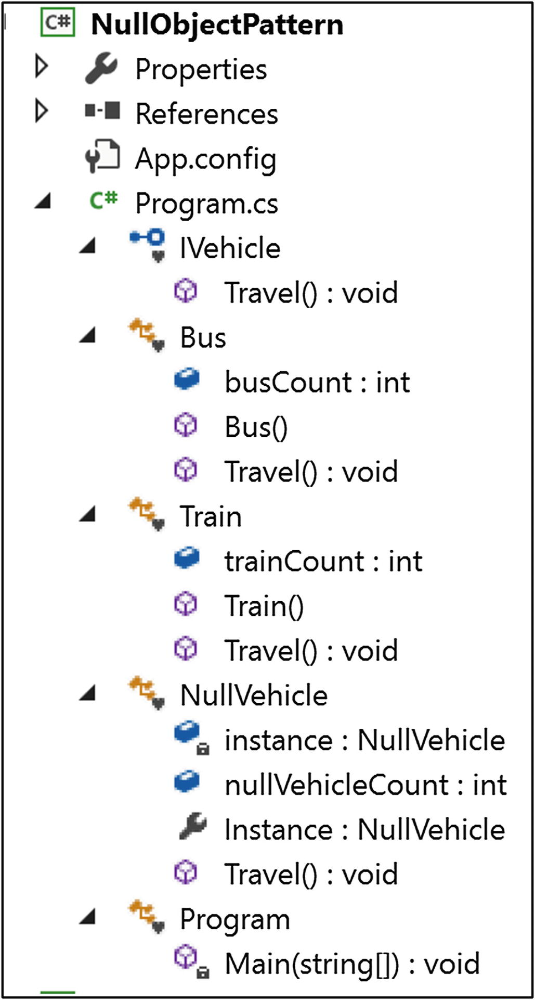 C# NullObjectPattern
Properties
References
App.config
C# Program.cs
IVehicle
Travel() : void
Bus
busCount : int
Bus()
Travel() : void
Train
trainCount : int
Train()
Travel() : void
NullVehicle
instance : NullVehicle
nullVehicleCount : int
Instance : NullVehicle
Travel() : void
Program
Main(string[]) : void